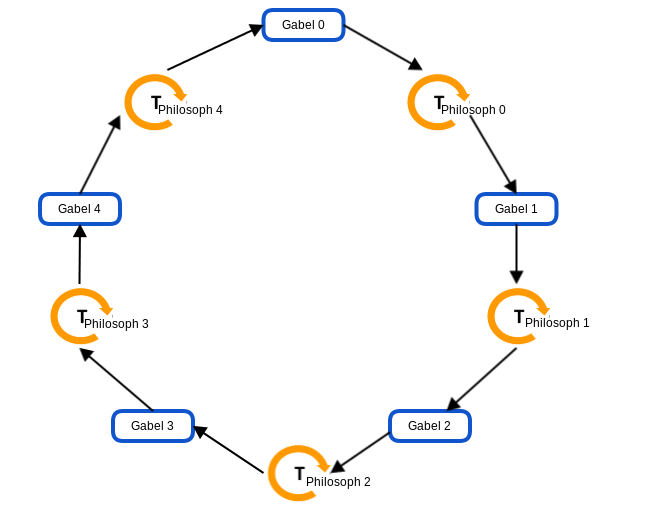 Gabel 0
T
Philosoph 4
T
Philosoph 0
Gabel 4
Gabel 1
T
Philosoph 3
T
Philosoph 1
Gabel 3
Gabel 2
T
Philosoph 2